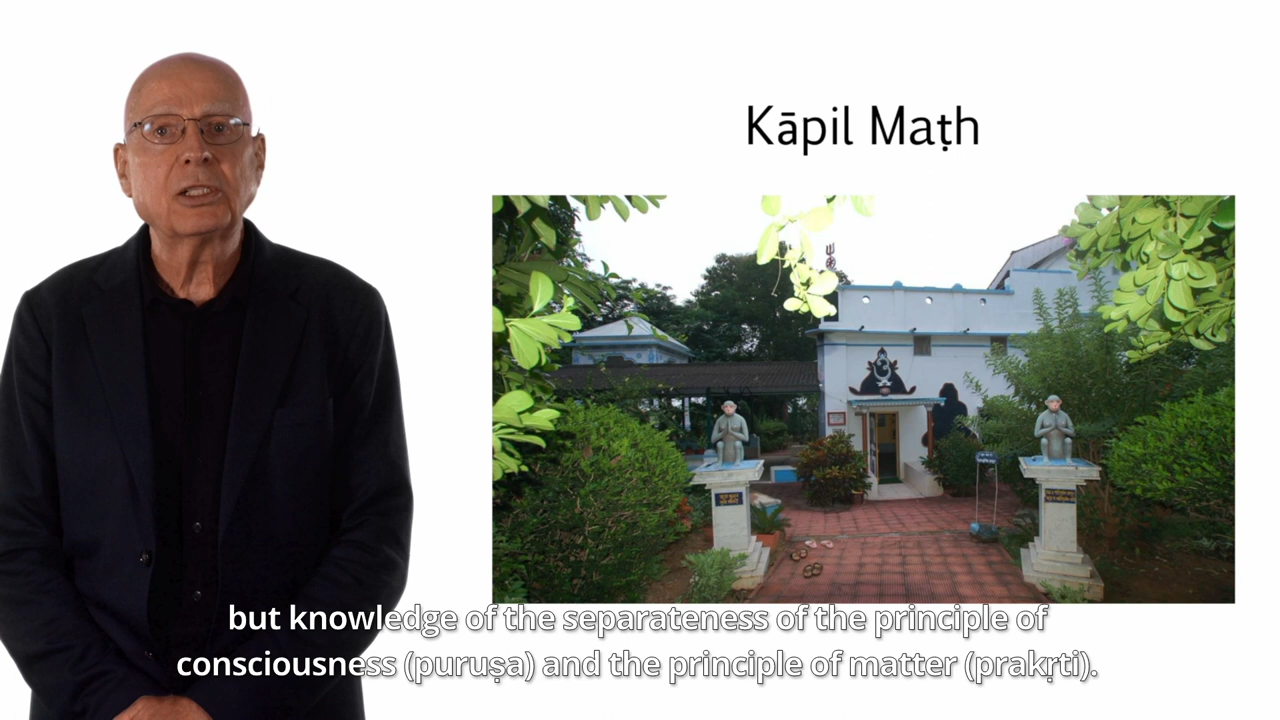 Kāpil Maṭh
but knowledge of the separateness of the principle of
consciousness (puruṣa) and the principle of matter (prakṛti).